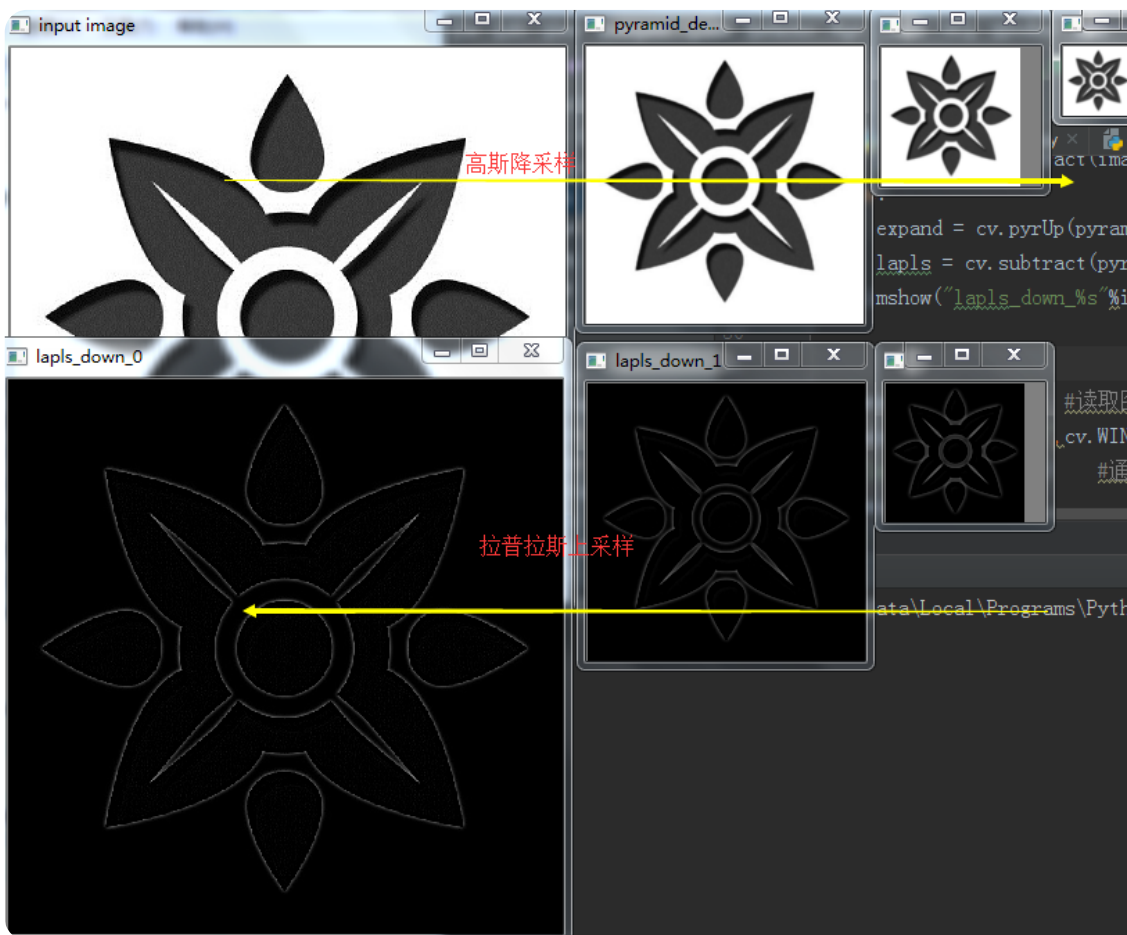 input image
pyramid_de...
高斯降采样
act(ima
expand = cv.pyrUp(pyram
lapls = cv.subtract(pyr
mshow("lapls_down_%s"%i
lapls_down_0
lapls_down_1
#读取
cv.WIN
#通
拉普拉斯上采样
ata\Local\Programs\Pyth